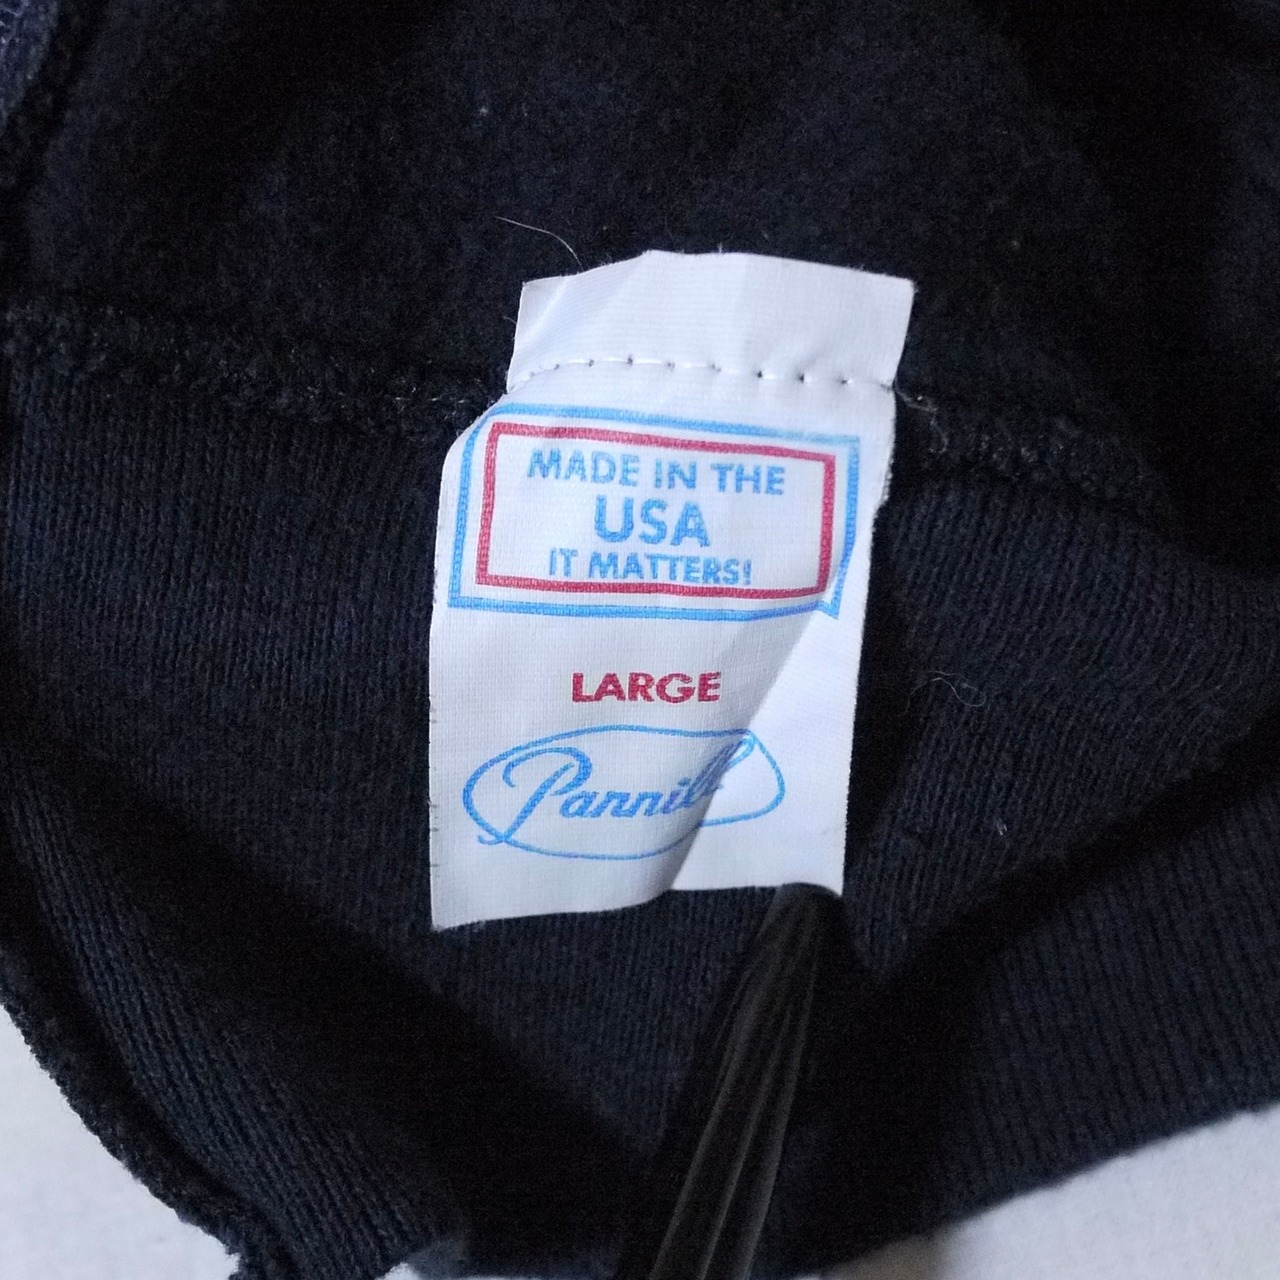 MADE IN THE
USA
IT MATTERS!
LARGE
Pannill